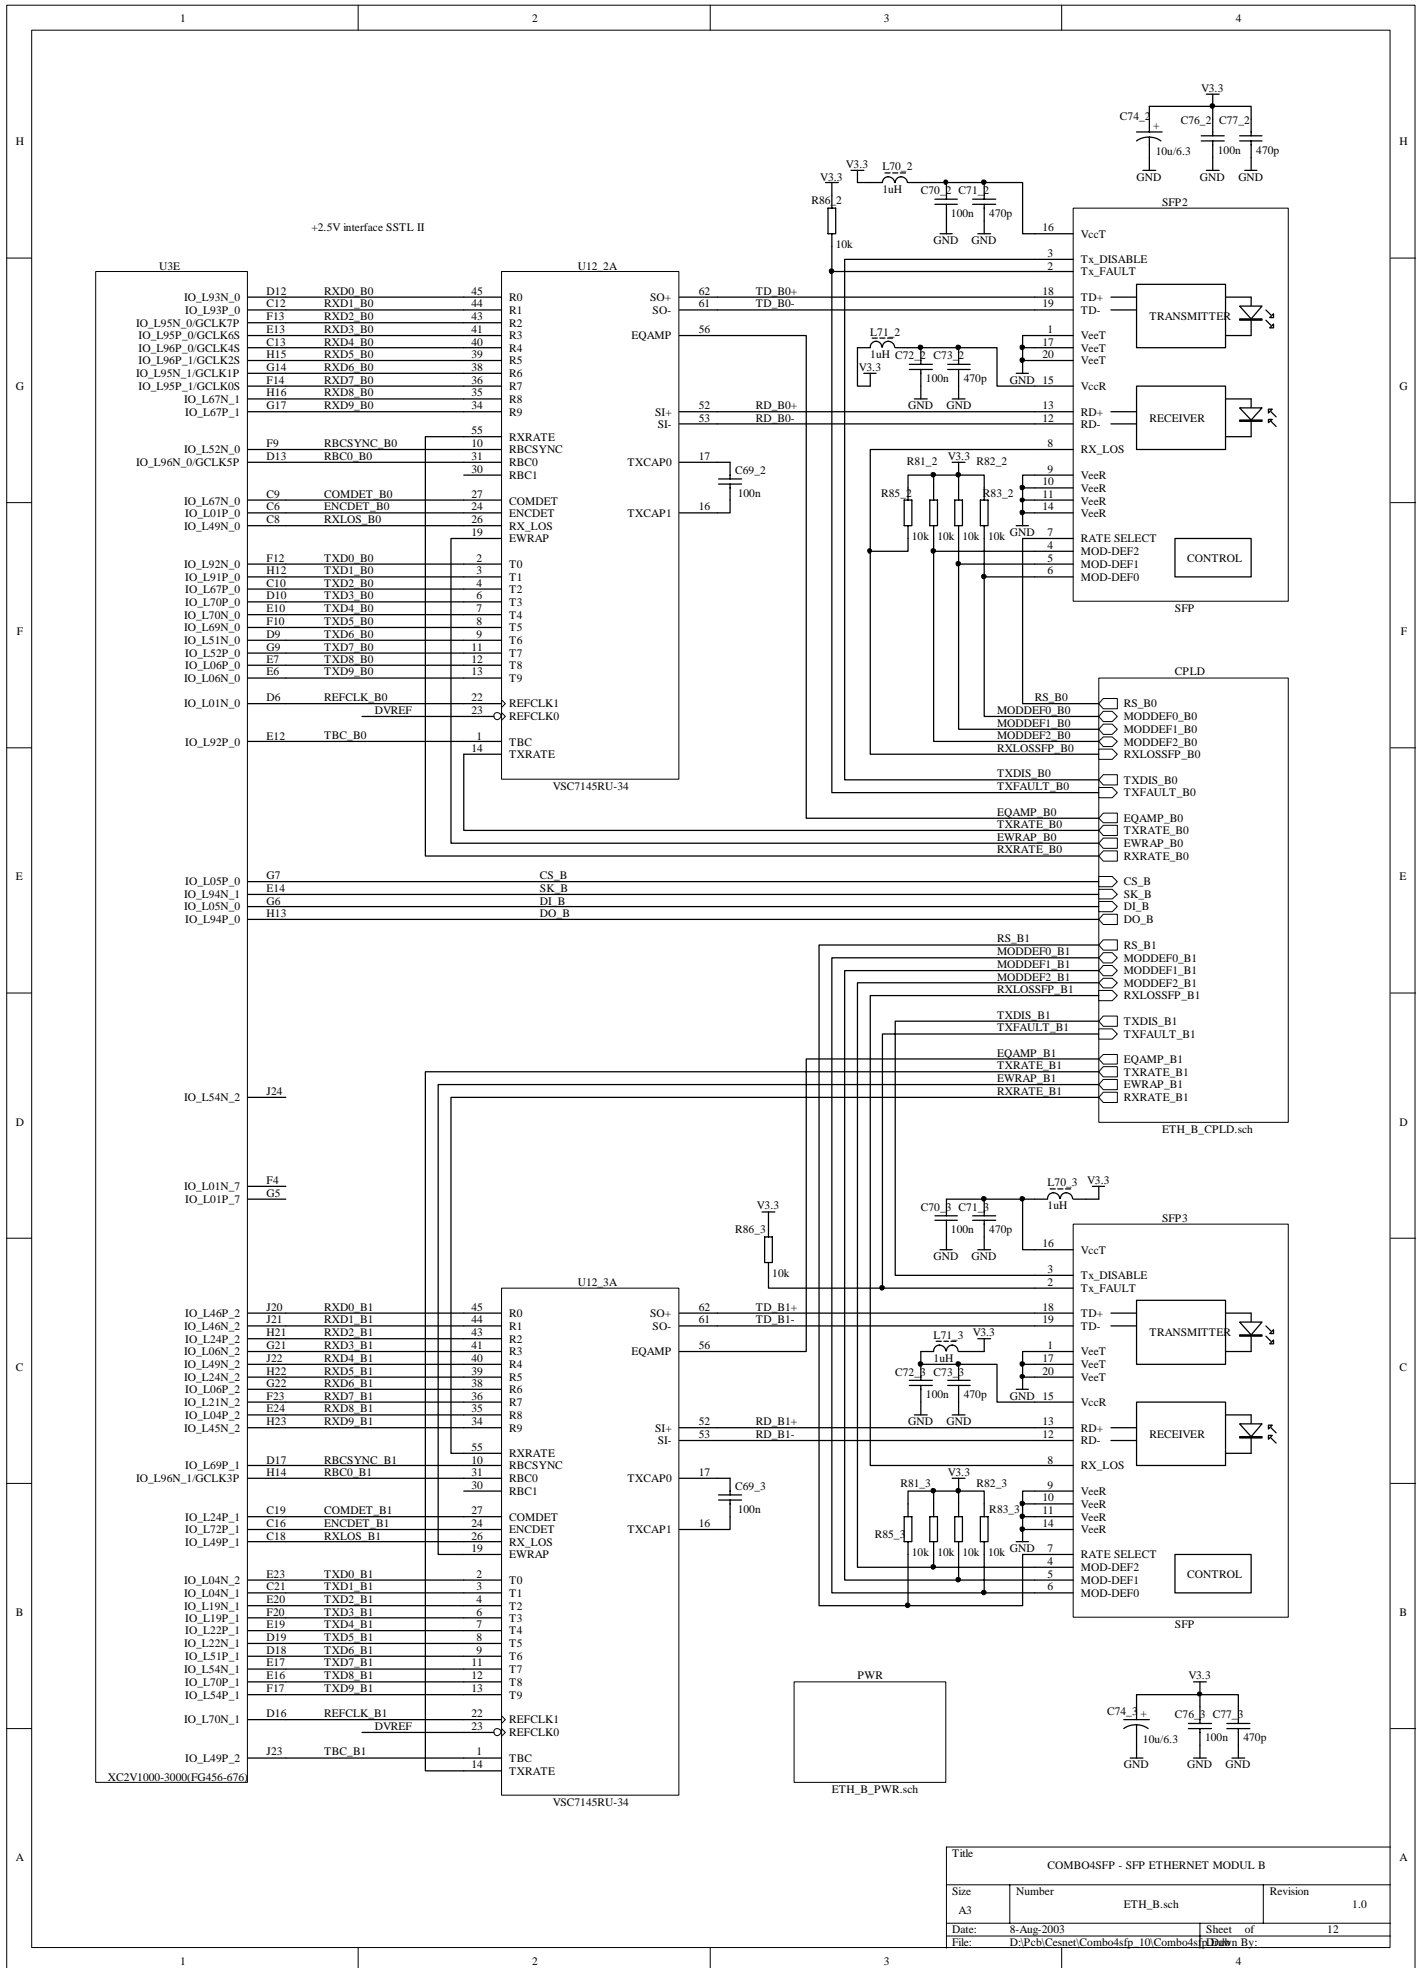 1 2 3 4
H H
G G
F F
E E
D D
C C
B B
A A
1 2 3 4
V3.3
C74_2 + 10u/6.3 GND
C76_2 100n GND
C77_2 470p GND
V3.3 L70_2 1uH
C70_2 100n GND
C71_2 470p GND
V3.3 R86_2 10k
+2.5V interface SSTL II
U3E
IO_L93N_0 D12 RXD0_B0 45 R0
IO_L93P_0 C12 RXD1_B0 44 R1
IO_L95N_0/GCLK7P F13 RXD2_B0 43 R2
IO_L95P_0/GCLK6S E13 RXD3_B0 41 R3
IO_L96P_0/GCLK4S C13 RXD4_B0 40 R4
IO_L96P_1/GCLK2S H15 RXD5_B0 39 R5
IO_L95N_1/GCLK1P G14 RXD6_B0 38 R6
IO_L95P_1/GCLK0S F14 RXD7_B0 36 R7
IO_L67N_1 H16 RXD8_B0 35 R8
IO_L67P_1 G17 RXD9_B0 34 R9
55 RXRATE
IO_L52N_0 F9 RBCSYNC_B0 10 RBCSYNC
IO_L96N_0/GCLK5P D13 RBC0_B0 31 RBC0
30 RBC1
IO_L67N_0 C9 COMDET_B0 27 COMDET
IO_L01P_0 C6 ENCDET_B0 24 ENCDET
IO_L49N_0 C8 RXLOS_B0 26 RX_LOS
19 EWRAP
IO_L92N_0 F12 TXD0_B0 2 T0
IO_L91P_0 H12 TXD1_B0 3 T1
IO_L67P_0 C10 TXD2_B0 4 T2
IO_L70P_0 D10 TXD3_B0 6 T3
IO_L70N_0 E10 TXD4_B0 7 T4
IO_L69N_0 F10 TXD5_B0 8 T5
IO_L51N_0 D9 TXD6_B0 9 T6
IO_L52P_0 G9 TXD7_B0 11 T7
IO_L06P_0 E7 TXD8_B0 12 T8
IO_L06N_0 E6 TXD9_B0 13 T9
IO_L01N_0 D6 REFCLK_B0 22 REFCLK1
DVREF 23 REFCLK0
IO_L92P_0 E12 TBC_B0 1 TBC
14 TXRATE
U12_2A
SO+ 62 TD_B0+
SO- 61 TD_B0-
EQAMP 56
SI+ 52 RD_B0+
SI- 53 RD_B0-
TXCAP0 17
C69_2 100n
TXCAP1 16
VSC7145RU-34
L71_2 1uH V3.3
C72_2 100n GND
C73_2 470p GND
R81_2 V3.3 R82_2
R85_2 R83_2
10k 10k 10k 10k
SFP2
16 VccT
3 Tx_DISABLE
2 Tx_FAULT
18 TD+
19 TD-
TRANSMITTER
1 VeeT
17 VeeT
20 VeeT
GND 15 VccR
13 RD+
12 RD-
RECEIVER
8 RX_LOS
9 VeeR
10 VeeR
11 VeeR
14 VeeR
GND
7 RATE SELECT
4 MOD-DEF2
5 MOD-DEF1
6 MOD-DEF0
CONTROL
SFP
CPLD
RS_B0 RS_B0
MODDEF0_B0 MODDEF0_B0
MODDEF1_B0 MODDEF1_B0
MODDEF2_B0 MODDEF2_B0
RXLOSSFP_B0 RXLOSSFP_B0
TXDIS_B0 TXDIS_B0
TXFAULT_B0 TXFAULT_B0
EQAMP_B0 EQAMP_B0
TXRATE_B0 TXRATE_B0
EWRAP_B0 EWRAP_B0
RXRATE_B0 RXRATE_B0
IO_L05P_0 G7 CS_B CS_B
IO_L94N_1 E14 SK_B SK_B
IO_L05N_0 G6 DI_B DI_B
IO_L94P_0 H13 DO_B DO_B
RS_B1 RS_B1
MODDEF0_B1 MODDEF0_B1
MODDEF1_B1 MODDEF1_B1
MODDEF2_B1 MODDEF2_B1
RXLOSSFP_B1 RXLOSSFP_B1
TXDIS_B1 TXDIS_B1
TXFAULT_B1 TXFAULT_B1
EQAMP_B1 EQAMP_B1
TXRATE_B1 TXRATE_B1
EWRAP_B1 EWRAP_B1
RXRATE_B1 RXRATE_B1
ETH_B_CPLD.sch
IO_L54N_2 J24
IO_L01N_7 F4
IO_L01P_7 G5
V3.3 R86_3 10k
L70_3 V3.3 1uH
C70_3 100n GND
C71_3 470p GND
U12_3A
IO_L46P_2 J20 RXD0_B1 45 R0
IO_L46N_2 J21 RXD1_B1 44 R1
IO_L24P_2 H21 RXD2_B1 43 R2
IO_L06N_2 G21 RXD3_B1 41 R3
IO_L49N_2 J22 RXD4_B1 40 R4
IO_L24N_2 H22 RXD5_B1 39 R5
IO_L06P_2 G22 RXD6_B1 38 R6
IO_L21N_2 F23 RXD7_B1 36 R7
IO_L04P_2 E24 RXD8_B1 35 R8
IO_L45N_2 H23 RXD9_B1 34 R9
55 RXRATE
IO_L69P_1 D17 RBCSYNC_B1 10 RBCSYNC
IO_L96N_1/GCLK3P H14 RBC0_B1 31 RBC0
30 RBC1
IO_L24P_1 C19 COMDET_B1 27 COMDET
IO_L72P_1 C16 ENCDET_B1 24 ENCDET
IO_L49P_1 C18 RXLOS_B1 26 RX_LOS
19 EWRAP
IO_L04N_2 E23 TXD0_B1 2 T0
IO_L04N_1 C21 TXD1_B1 3 T1
IO_L19N_1 E20 TXD2_B1 4 T2
IO_L19P_1 F20 TXD3_B1 6 T3
IO_L22P_1 E19 TXD4_B1 7 T4
IO_L22N_1 D19 TXD5_B1 8 T5
IO_L51P_1 D18 TXD6_B1 9 T6
IO_L54N_1 E17 TXD7_B1 11 T7
IO_L70P_1 E16 TXD8_B1 12 T8
IO_L54P_1 F17 TXD9_B1 13 T9
IO_L70N_1 D16 REFCLK_B1 22 REFCLK1
DVREF 23 REFCLK0
IO_L49P_2 J23 TBC_B1 1 TBC
14 TXRATE
XC2V1000-3000(FG456-676)
SO+ 62 TD_B1+
SO- 61 TD_B1-
EQAMP 56
SI+ 52 RD_B1+
SI- 53 RD_B1-
TXCAP0 17
C69_3 100n
TXCAP1 16
VSC7145RU-34
L71_3 V3.3 1uH
C72_3 100n GND
C73_3 470p GND
R81_3 V3.3 R82_3
R85_3 R83_3
10k 10k 10k 10k
SFP3
16 VccT
3 Tx_DISABLE
2 Tx_FAULT
18 TD+
19 TD-
TRANSMITTER
1 VeeT
17 VeeT
20 VeeT
GND 15 VccR
13 RD+
12 RD-
RECEIVER
8 RX_LOS
9 VeeR
10 VeeR
11 VeeR
14 VeeR
GND
7 RATE SELECT
4 MOD-DEF2
5 MOD-DEF1
6 MOD-DEF0
CONTROL
SFP
PWR
ETH_B_PWR.sch
V3.3
C74_3 + 10u/6.3 GND
C76_3 100n GND
C77_3 470p GND
Title
COMBO4SFP - SFP ETHERNET MODUL B
Size Number Revision
A3 ETH_B.sch 1.0
Date: 8-Aug-2003 Sheet of 12
File: D:\Pcb\Cesnet\Combo4sfp_10\Combo4sfp By: